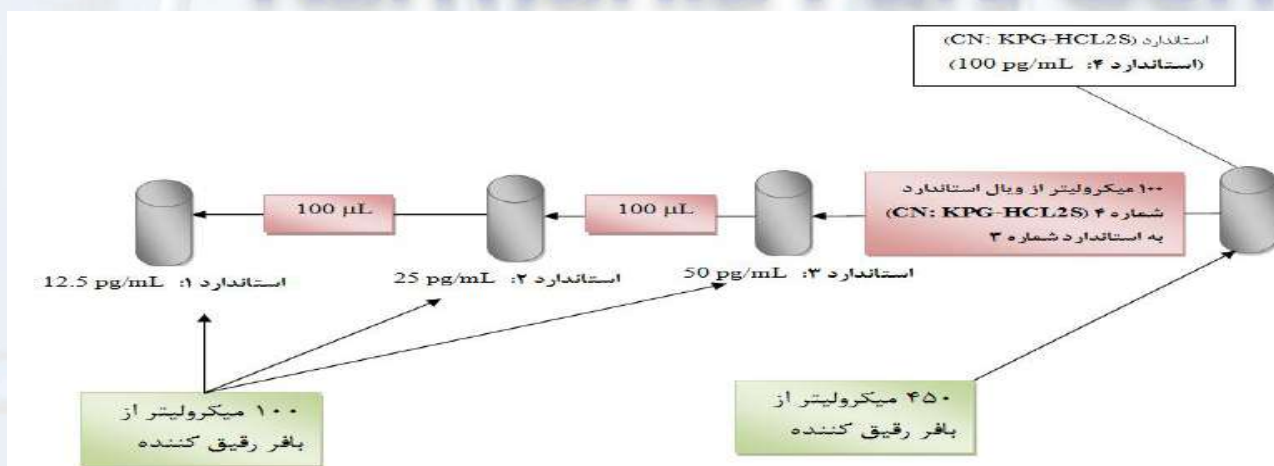 استاندارد (CN: KPG-HCL2S)
(استاندارد ۴: 100 pg/mL)
۱۰۰ میکرولیتر از ویال استاندارد
شماره ۴ (CN: KPG-HCL2S)
به استاندارد شماره ۳
100 µL
100 µL
استاندارد ۳: 50 pg/mL
استاندارد ۲: 25 pg/mL
استاندارد ۱: 12.5 pg/mL
۴۵۰ میکرولیتر از
بافر رقیق کننده
۱۰۰ میکرولیتر از
بافر رقیق کننده